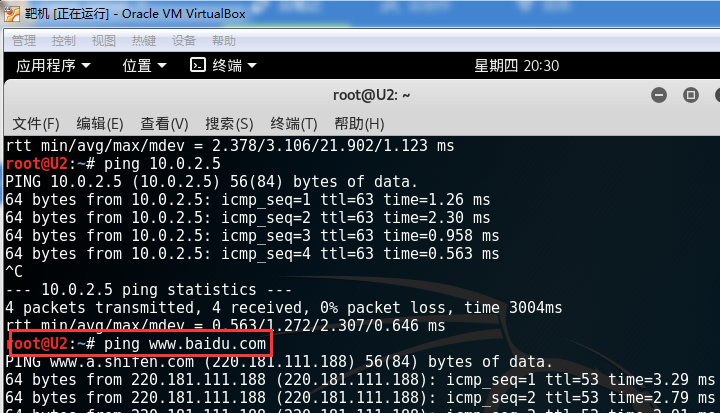 靶机 [正在运行] - Oracle VM VirtualBox
管理 控制 视图 热键 设备 帮助
应用程序 位置 终端 星期四 20:30
root@U2: ~
文件(F) 编辑(E) 查看(V) 搜索(S) 终端(T) 帮助(H)
rtt min/avg/max/mdev = 2.378/3.106/21.902/1.123 ms
root@U2:~# ping 10.0.2.5
PING 10.0.2.5 (10.0.2.5) 56(84) bytes of data.
64 bytes from 10.0.2.5: icmp_seq=1 ttl=63 time=1.26 ms
64 bytes from 10.0.2.5: icmp_seq=2 ttl=63 time=2.30 ms
64 bytes from 10.0.2.5: icmp_seq=3 ttl=63 time=0.958 ms
64 bytes from 10.0.2.5: icmp_seq=4 ttl=63 time=0.563 ms
^C
--- 10.0.2.5 ping statistics ---
4 packets transmitted, 4 received, 0% packet loss, time 3004ms
rtt min/avg/max/mdev = 0.563/1.272/2.307/0.646 ms
root@U2:~# ping www.baidu.com
PING www.a.shifen.com (220.181.111.188) 56(84) bytes of data.
64 bytes from 220.181.111.188 (220.181.111.188): icmp_seq=1 ttl=53 time=3.29 ms
64 bytes from 220.181.111.188 (220.181.111.188): icmp_seq=2 ttl=53 time=2.79 ms